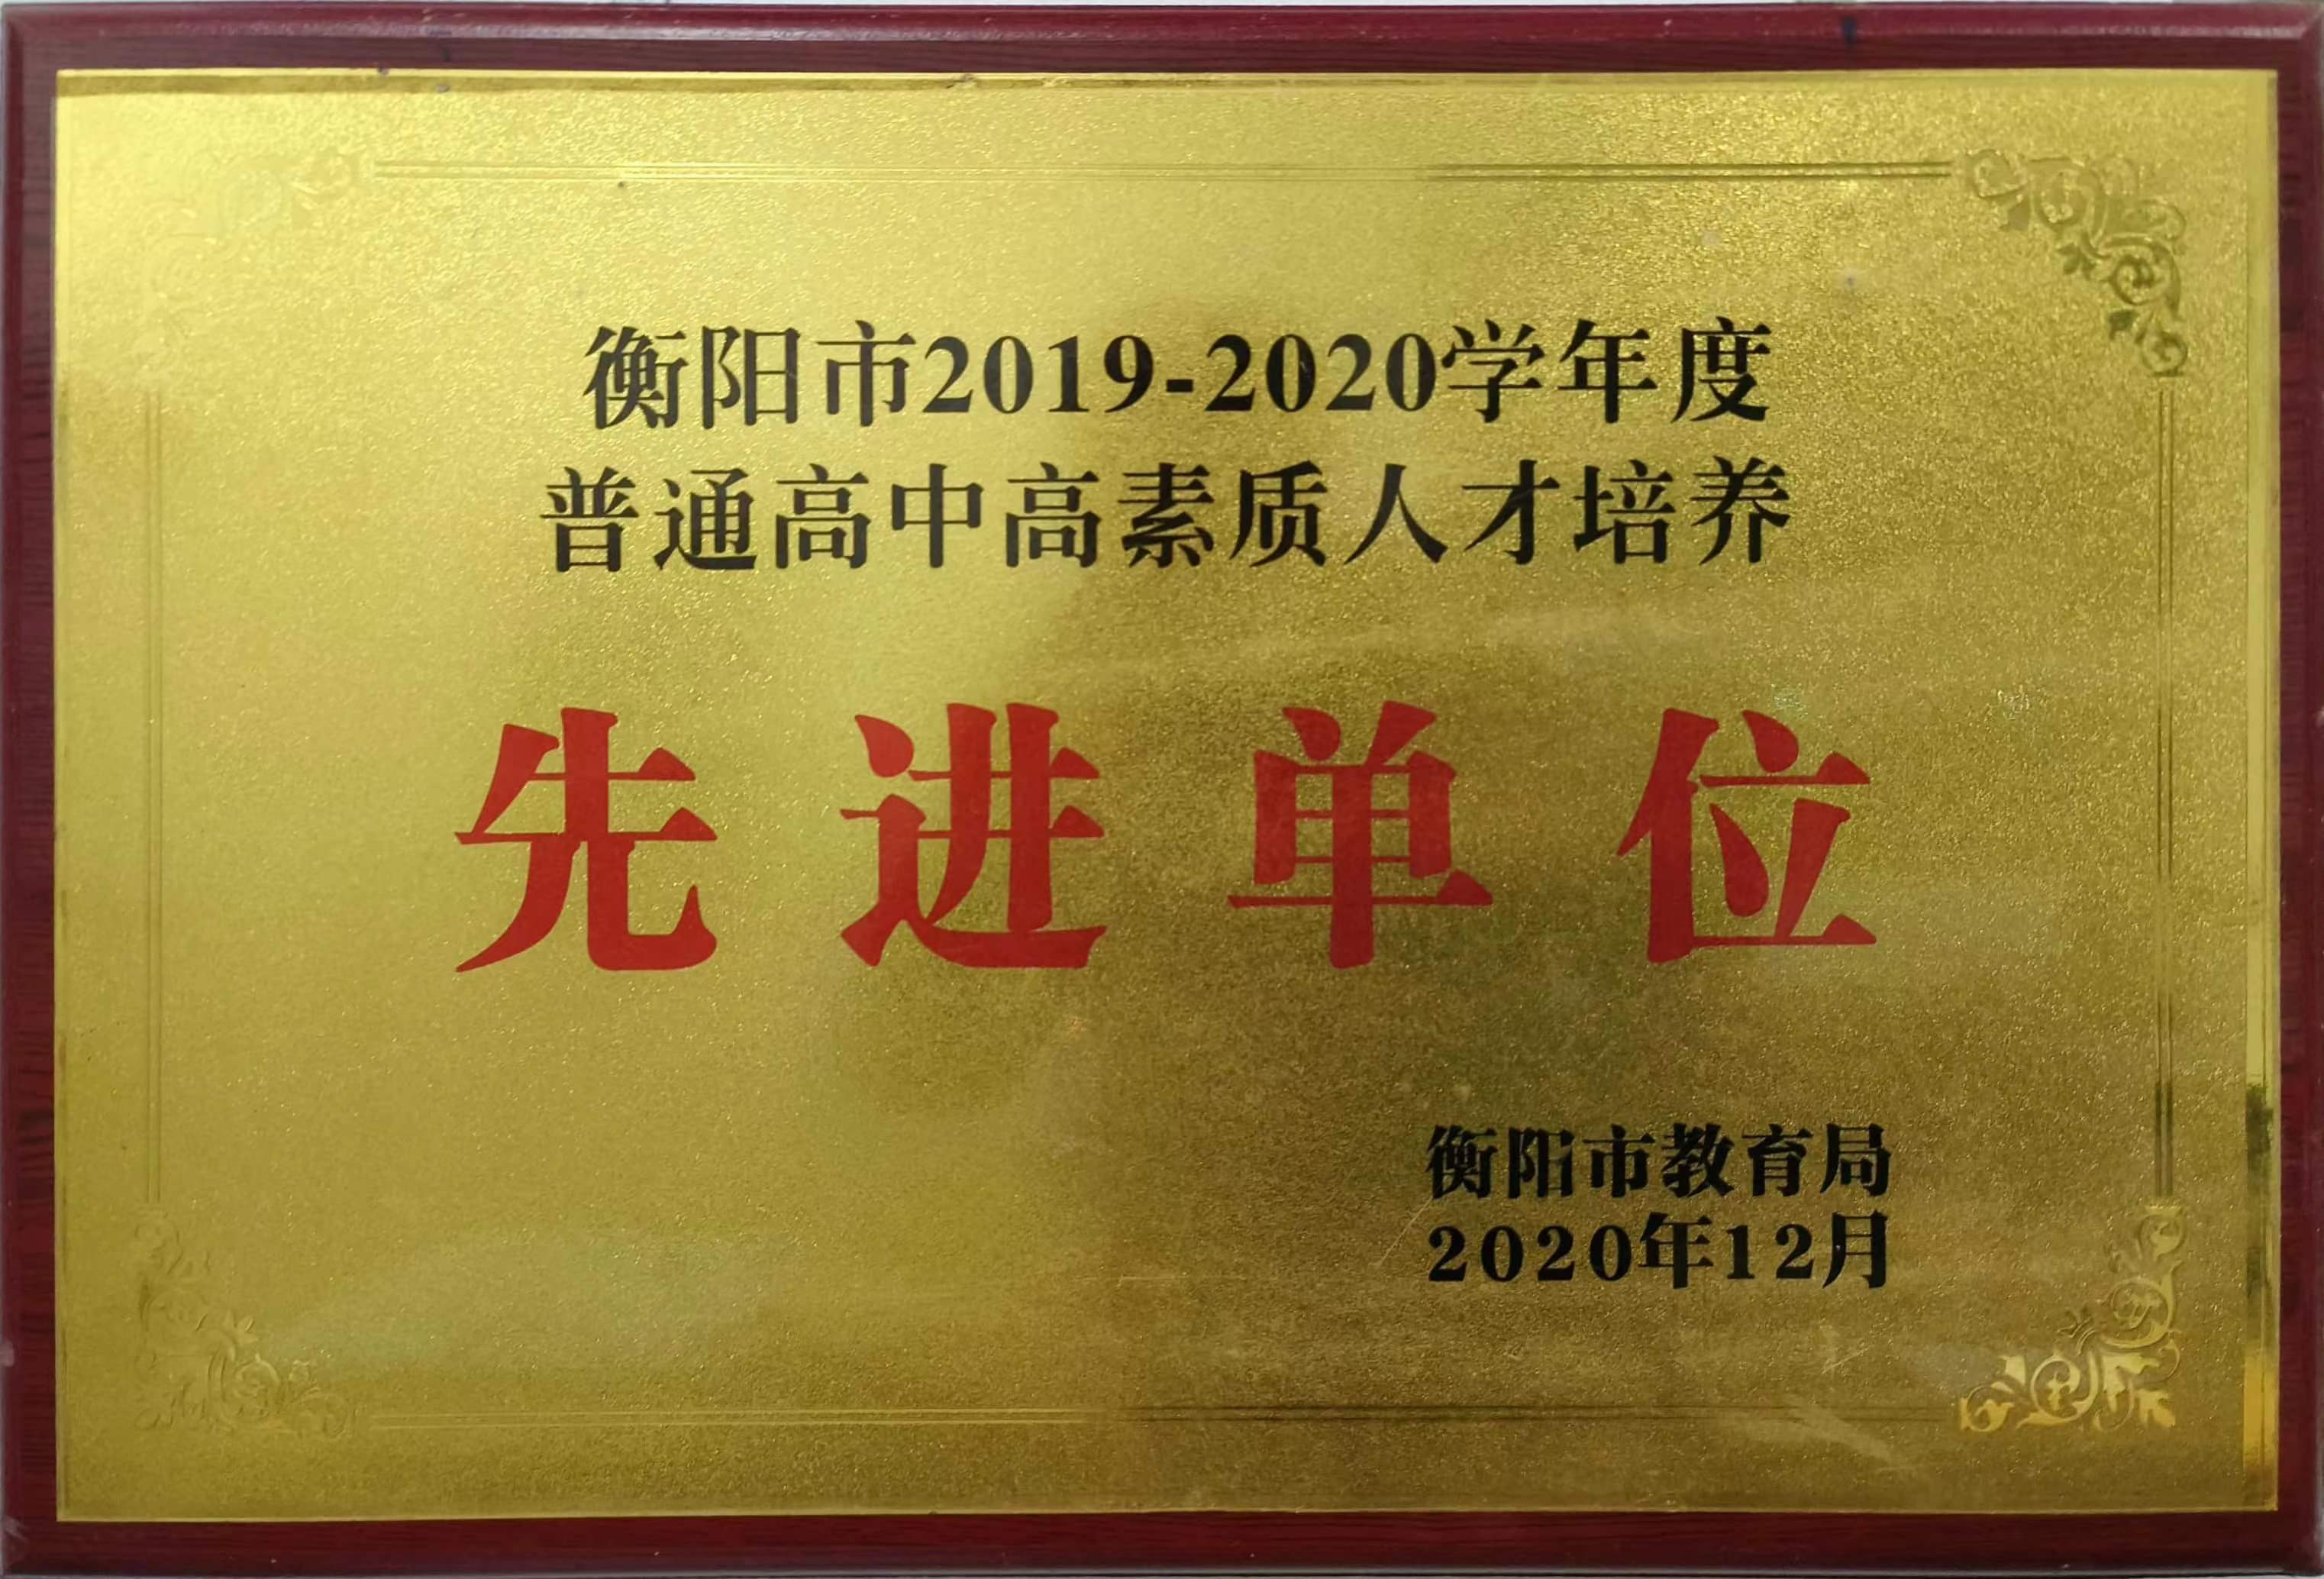 衡阳市2019-2020学年度
普通高中高素质人才培养
先进单位
衡阳市教育局
2020年12月